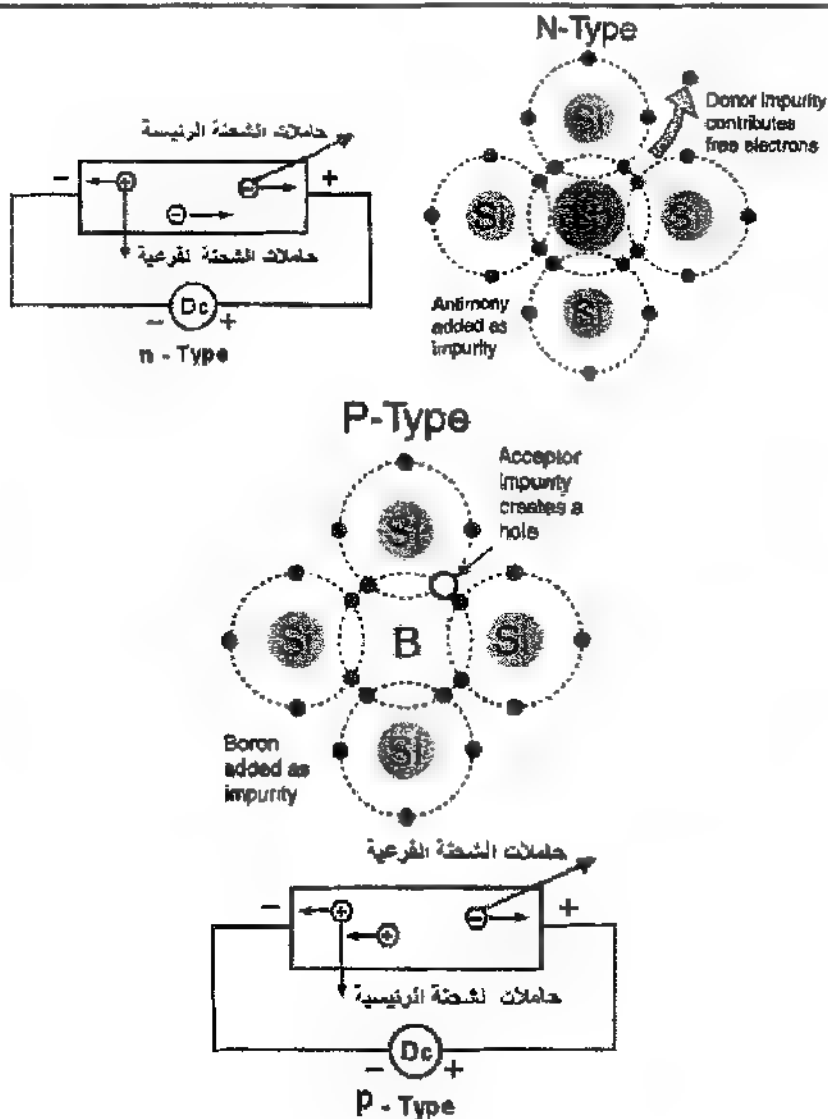 N-Type
Donor Impurity
contributes
free electrons
حاملات الشحنة الرئيسة
Si
- + - +
-
Si Si
حاملات الشحنة لفرعية
Dc
- +
n - Type
Antimony
added as
impurity
Si
P-Type
Acceptor
impurity
creates a
hole
Si
+
Si B Si
Boron
added as
impurity
Si
حاملات الشحنة الفرعية
- + - +
+
حاملات لشحنة الرئيسية
Dc
- +
P - Type